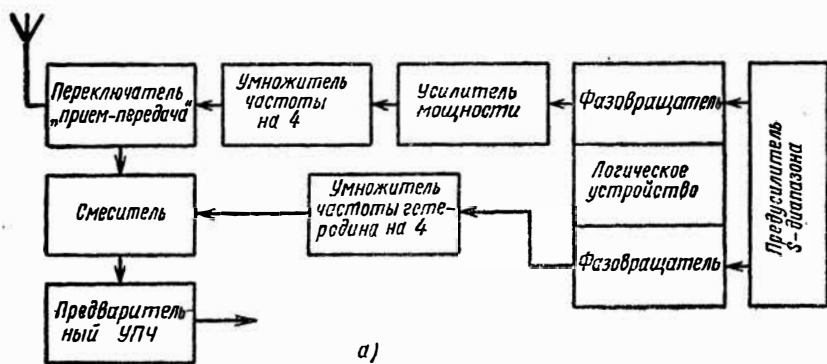 Переключатель
„прием-передача"
Умножитель
частоты
на 4
Усилитель
мощности
Фазовращатель
Логическое
устройство
Фазовращатель
Предусилитель
S-диапазона
Смеситель
Умножитель
частоты гете-
родина на 4
Предваритель-
ный УПЧ
а)